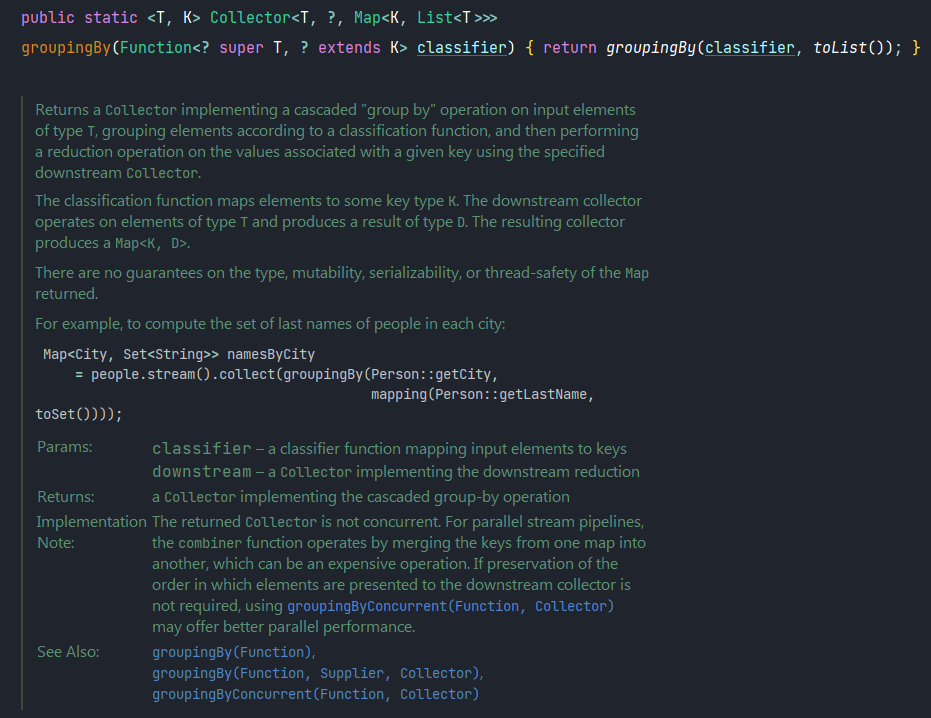 public static <T, K> Collector<T, ?, Map<K, List<T>>>
groupingBy(Function<? super T, ? extends K> classifier) { return groupingBy(classifier, toList()); }
Returns a Collector implementing a cascaded "group by" operation on input elements
of type T, grouping elements according to a classification function, and then performing
a reduction operation on the values associated with a given key using the specified
downstream Collector.
The classification function maps elements to some key type K. The downstream collector
operates on elements of type T and produces a result of type D. The resulting collector
produces a Map<K, D>.
There are no guarantees on the type, mutability, serializability, or thread-safety of the Map
returned.
For example, to compute the set of last names of people in each city:
Map<City, Set<String>> namesByCity
= people.stream().collect(groupingBy(Person::getCity,
mapping(Person::getLastName,
toSet())));
Params: classifier – a classifier function mapping input elements to keys
downstream – a Collector implementing the downstream reduction
Returns: a Collector implementing the cascaded group-by operation
Implementation The returned Collector is not concurrent. For parallel stream pipelines,
Note: the combiner function operates by merging the keys from one map into
another, which can be an expensive operation. If preservation of the
order in which elements are presented to the downstream collector is
not required, using groupingByConcurrent(Function, Collector)
may offer better parallel performance.
See Also: groupingBy(Function),
groupingBy(Function, Supplier, Collector),
groupingByConcurrent(Function, Collector)